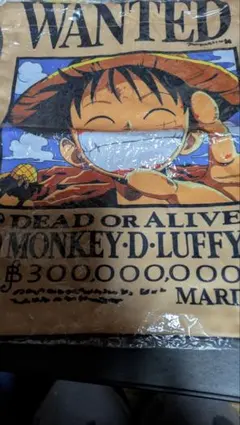 WANTED
DEAD OR ALIVE
MONKEY·D·LUFFY
฿300,000,000
MARI